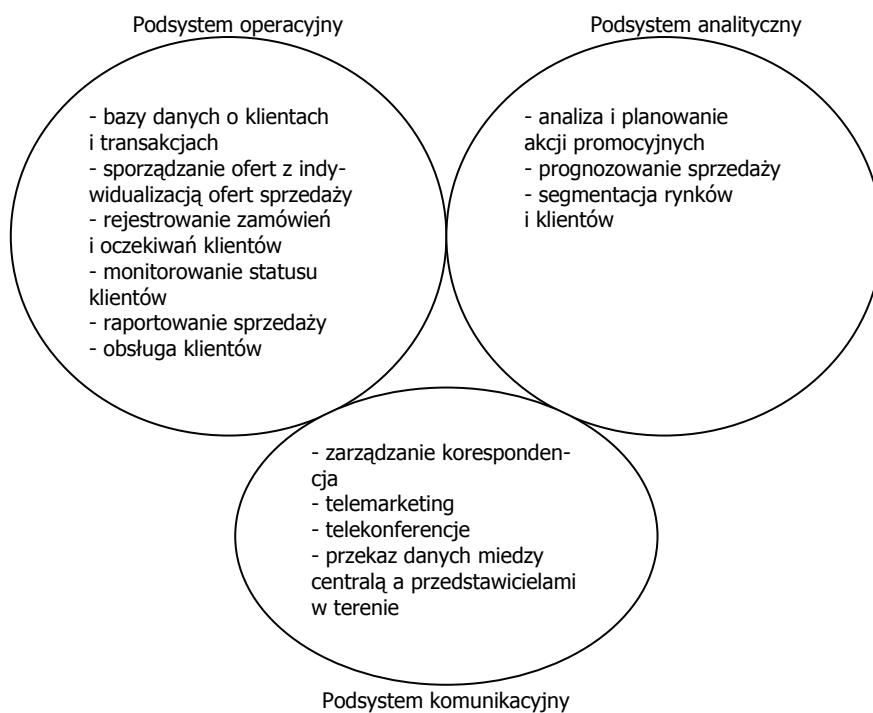 Podsystem operacyjny
- bazy danych o klientach
i transakcjach
- sporządzanie ofert z indy-
widualizacją ofert sprzedaży
- rejestrowanie zamówień
i oczekiwań klientów
- monitorowanie statusu
klientów
- raportowanie sprzedaży
- obsługa klientów
Podsystem analityczny
- analiza i planowanie
akcji promocyjnych
- prognozowanie sprzedaży
- segmentacja rynków
i klientów
- zarządzanie koresponden-
cja
- telemarketing
- telekonferencje
- przekaz danych miedzy
centralą a przedstawicielami
w terenie
Podsystem komunikacyjny